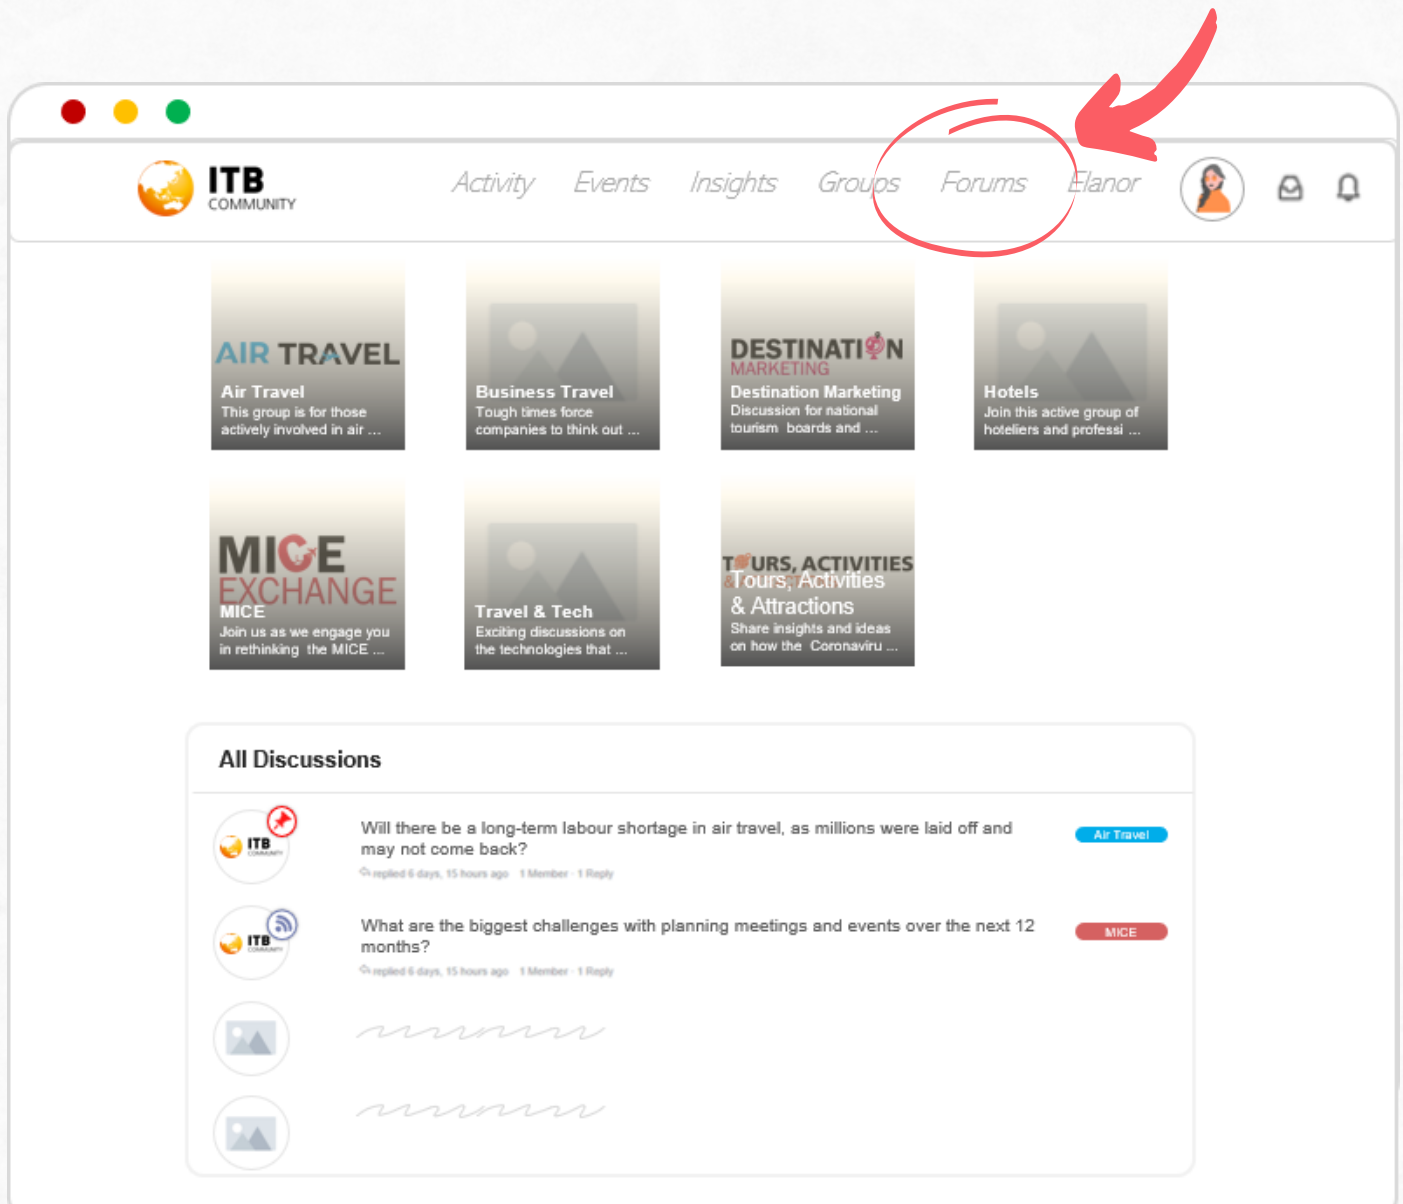 ITB
COMMUNITY
Activity Events Insights Groups Forums Elanor
AIR TRAVEL
Air Travel
This group is for those
actively involved in air ...
Business Travel
Tough times force
companies to think out ...
DESTINATION
MARKETING
Destination Marketing
Discussion for national
tourism boards and ...
Hotels
Join this active group of
hoteliers and professi ...
MICE
EXCHANGE
MICE
Join us as we engage you
in rethinking the MICE ...
Travel & Tech
Exciting discussions on
the technologies that ...
TOURS, ACTIVITIES
Tours, Activities
& Attractions
Share insights and ideas
on how the Coronaviru ...
All Discussions
ITB
COMMUNITY
Will there be a long-term labour shortage in air travel, as millions were laid off and
may not come back?
replied 6 days, 15 hours ago 1 Member · 1 Reply
Air Travel
ITB
COMMUNITY
What are the biggest challenges with planning meetings and events over the next 12
months?
replied 6 days, 15 hours ago 1 Member · 1 Reply
MICE